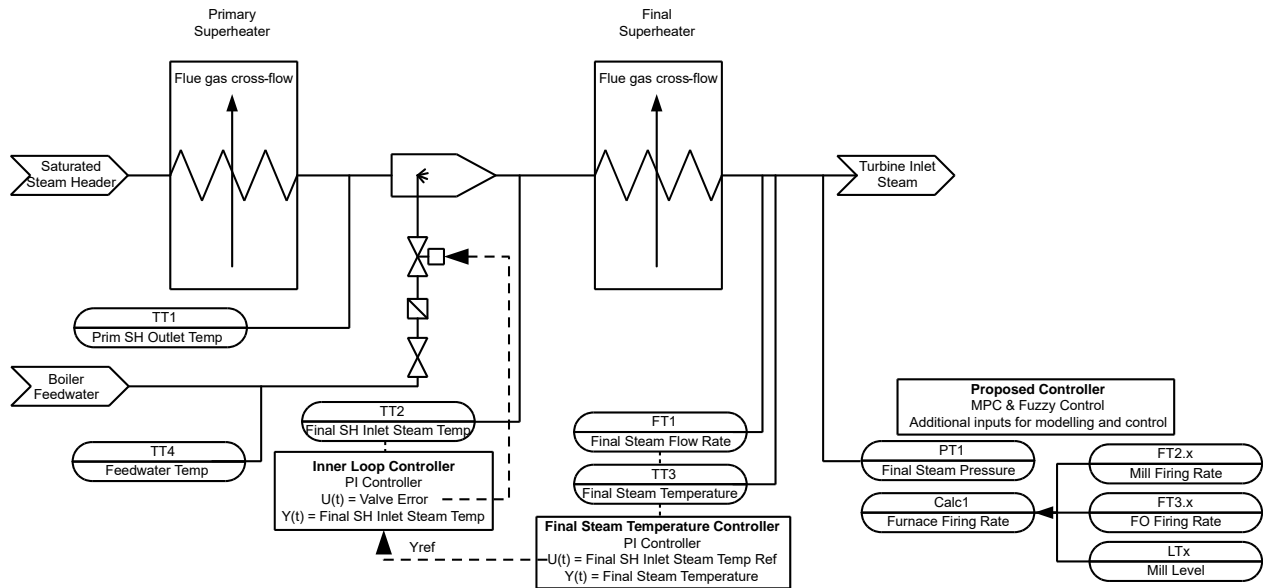 Primary
Superheater
Final
Superheater
Flue gas cross-flow
Flue gas cross-flow
Saturated
Steam Header
Turbine Inlet
Steam
TT1
Prim SH Outlet Temp
Boiler
Feedwater
TT4
Feedwater Temp
TT2
Final SH Inlet Steam Temp
Inner Loop Controller
PI Controller
U(t) = Valve Error
Y(t) = Final SH Inlet Steam Temp
Yref
FT1
Final Steam Flow Rate
TT3
Final Steam Temperature
Final Steam Temperature Controller
PI Controller
U(t) = Final SH Inlet Steam Temp Ref
Y(t) = Final Steam Temperature
Proposed Controller
MPC & Fuzzy Control
Additional inputs for modelling and control
PT1
Final Steam Pressure
Calc1
Furnace Firing Rate
FT2.x
Mill Firing Rate
FT3.x
FO Firing Rate
LTx
Mill Level